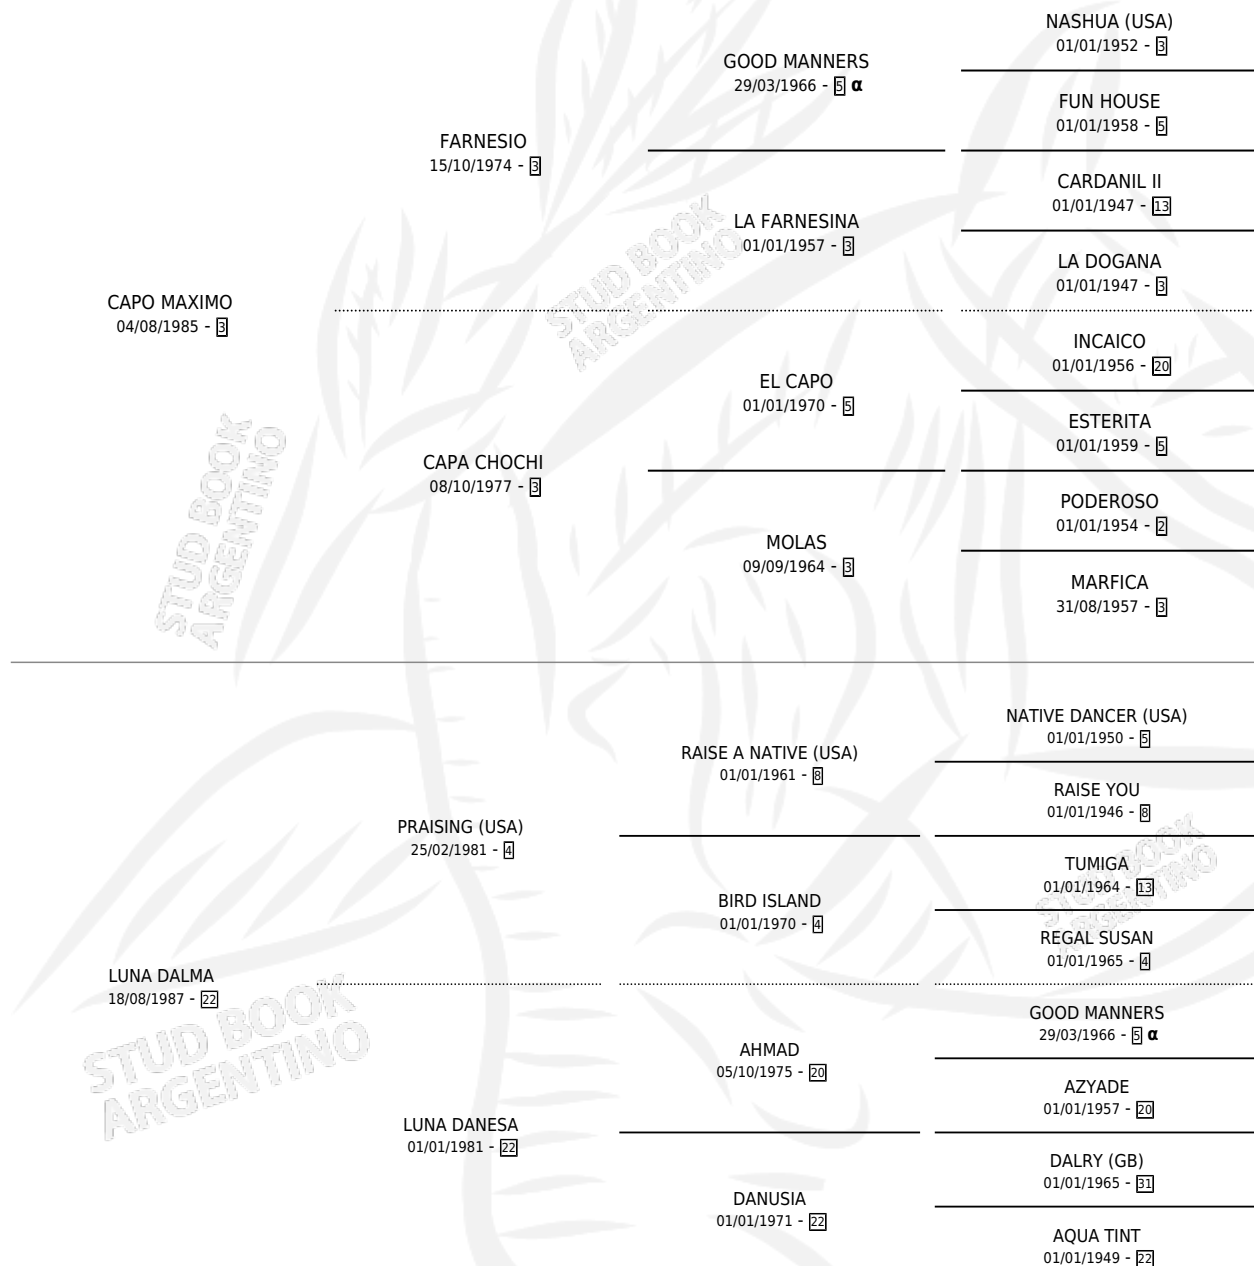 NASHUA (USA)
01/01/1952 - 3
GOOD MANNERS
29/03/1966 - 5 α
FUN HOUSE
01/01/1958 - 5
FARNESIO
15/10/1974 - 3
CARDANIL II
01/01/1947 - 13
LA FARNESINA
01/01/1957 - 3
LA DOGANA
01/01/1947 - 3
CAPO MAXIMO
04/08/1985 - 3
INCAICO
01/01/1956 - 20
EL CAPO
01/01/1970 - 5
ESTERITA
01/01/1959 - 5
CAPA CHOCHI
08/10/1977 - 3
PODEROSO
01/01/1954 - 2
MOLAS
09/09/1964 - 3
MARFICA
31/08/1957 - 3
NATIVE DANCER (USA)
01/01/1950 - 5
RAISE A NATIVE (USA)
01/01/1961 - 8
RAISE YOU
01/01/1946 - 8
PRAISING (USA)
25/02/1981 - 4
TUMIGA
01/01/1964 - 13
BIRD ISLAND
01/01/1970 - 4
REGAL SUSAN
01/01/1965 - 4
LUNA DALMA
18/08/1987 - 22
GOOD MANNERS
29/03/1966 - 5 α
AHMAD
05/10/1975 - 20
AZYADE
01/01/1957 - 20
LUNA DANESA
01/01/1981 - 22
DALRY (GB)
01/01/1965 - 31
DANUSIA
01/01/1971 - 22
AQUA TINT
01/01/1949 - 22
STUD BOOK
ARGENTINO
STUD BOOK
ARGENTINO
STUD BOOK
ARGENTINO
STUD BOOK
ARGENTINO